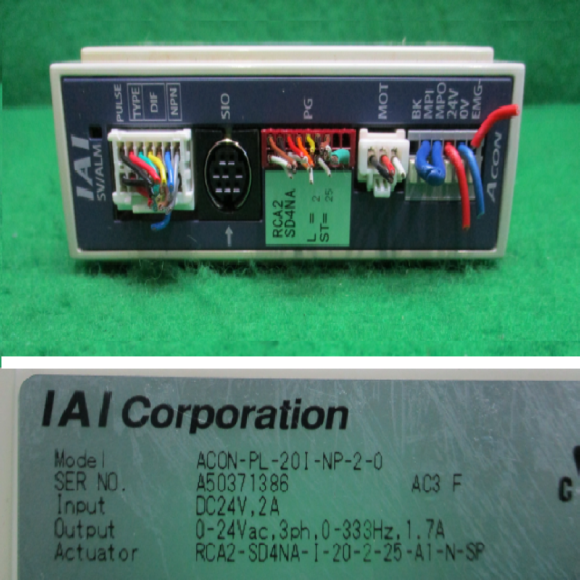 PULSE
TYPE
DIF
NPN
SIO
PG
MOT
BK
MPI
MPO
24V
0V
EMG-
IAI
SV/ALM
ACON
RCA2
SD4NA
L = 2
ST= 25
IAI Corporation
Model ACON-PL-20I-NP-2-0
SER NO. A50371386 AC3 F
Input DC24V,2A
Output 0-24Vac,3ph,0-333Hz,1.7A
Actuator RCA2-SD4NA-I-20-2-25-A1-N-SP